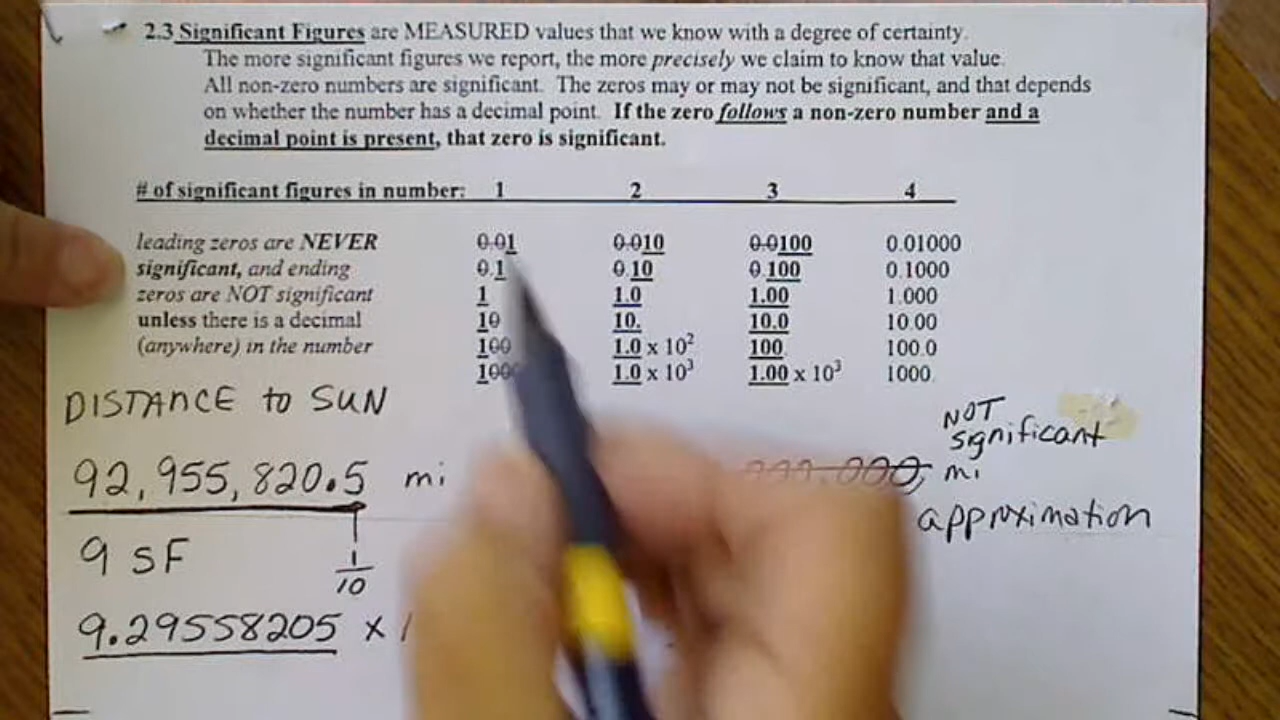 2.3 Significant Figures are MEASURED values that we know with a degree of certainty.
The more significant figures we report, the more precisely we claim to know that value.
All non-zero numbers are significant. The zeros may or may not be significant, and that depends
on whether the number has a decimal point. If the zero follows a non-zero number and a
decimal point is present, that zero is significant.
# of significant figures in number: 1 2 3 4
leading zeros are NEVER 0.01 0.010 0.0100 0.01000
significant, and ending 0.1 0.10 0.100 0.1000
zeros are NOT significant 1 1.0 1.00 1.000
unless there is a decimal 10 10. 10.0 10.00
(anywhere) in the number 100 1.0 x 10² 100. 100.0
1000 1.0 x 10³ 1.00 x 10³ 1000.
DISTANCE to SUN
NOT
significant
92,955,820.5 mi 000,000 mi
approximation
9 SF 1/10
9.29558205 x 1